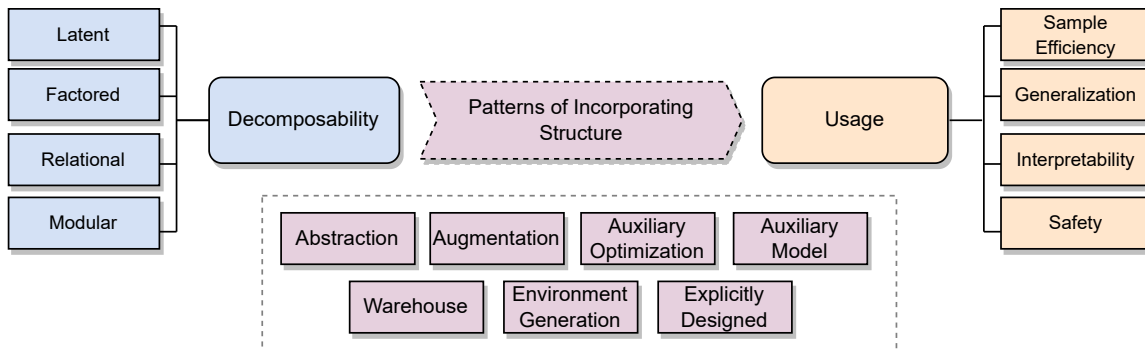 Latent
Factored
Relational
Modular
Decomposability
Patterns of Incorporating
Structure
Usage
Sample
Efficiency
Generalization
Interpretability
Safety
Abstraction
Augmentation
Auxiliary
Optimization
Auxiliary
Model
Warehouse
Environment
Generation
Explicitly
Designed